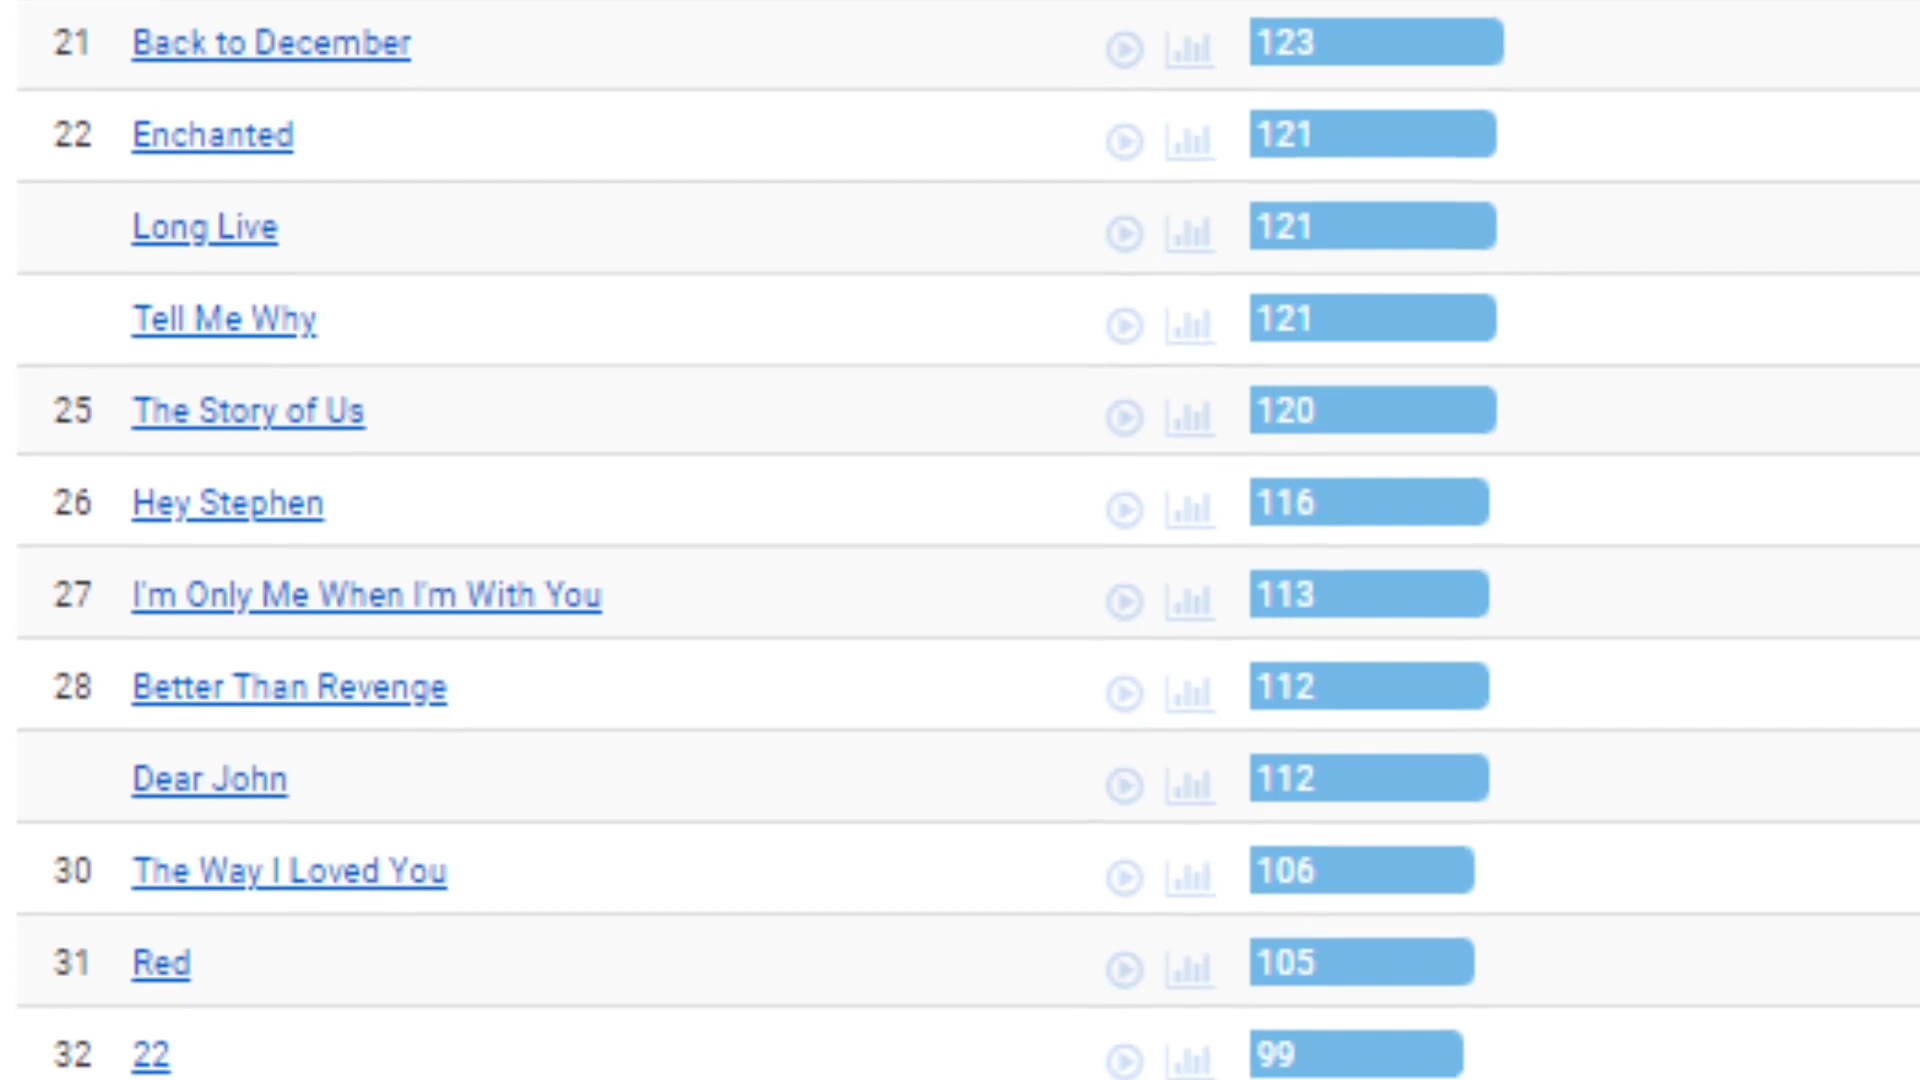 21 Back to December 123
22 Enchanted 121
Long Live 121
Tell Me Why 121
25 The Story of Us 120
26 Hey Stephen 116
27 I'm Only Me When I'm With You 113
28 Better Than Revenge 112
Dear John 112
30 The Way I Loved You 106
31 Red 105
32 22 99